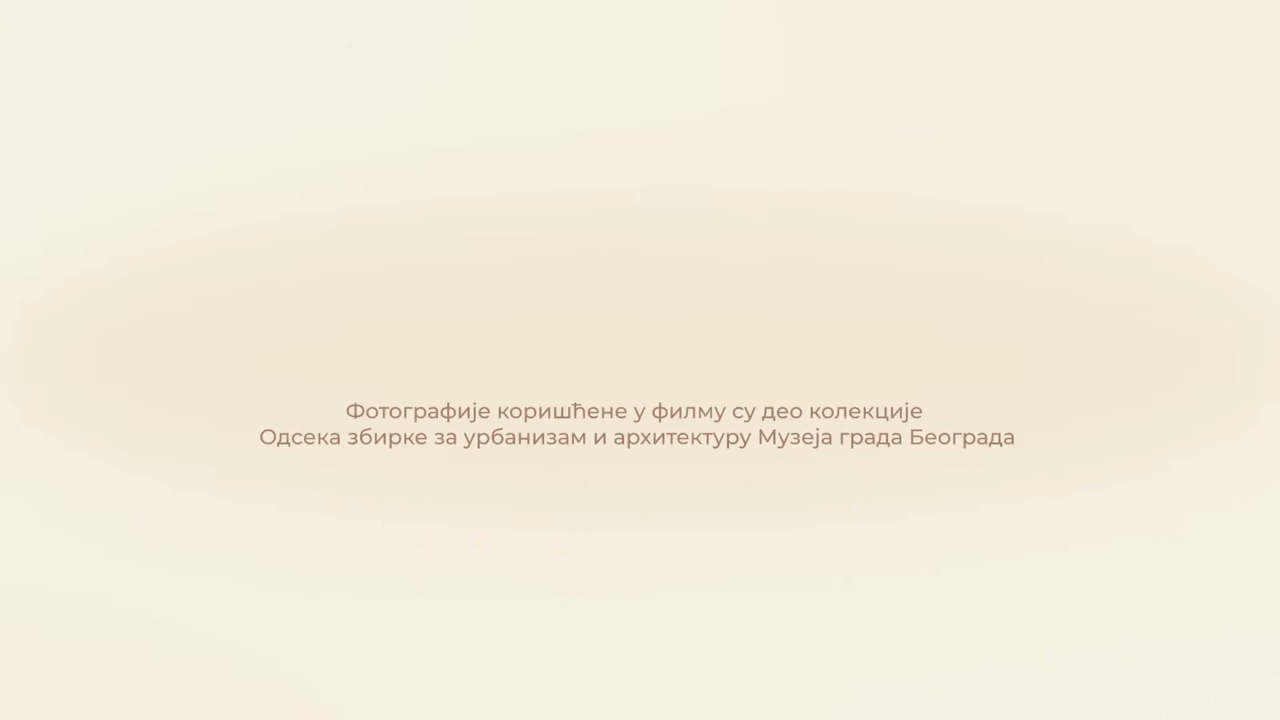 Фотографије коришћене у филму су део колекције
Одсека збирке за урбанизам и архитектуру Музеја града Београда